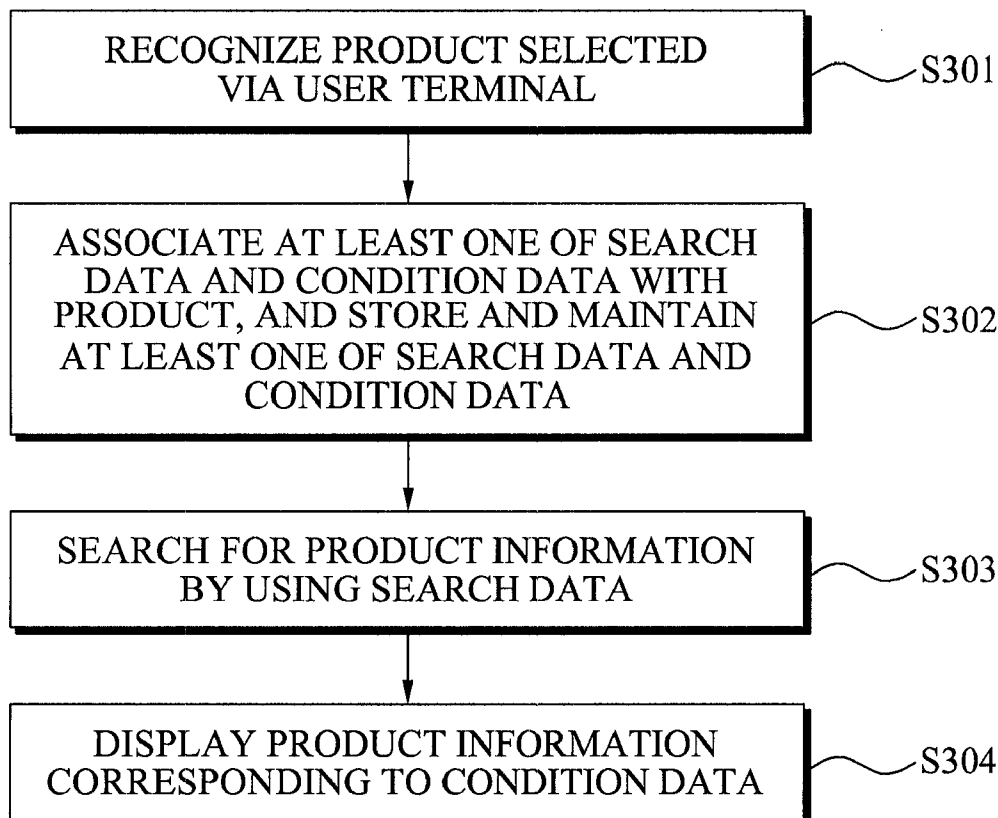 RECOGNIZE PRODUCT SELECTED
VIA USER TERMINAL
S301
ASSOCIATE AT LEAST ONE OF SEARCH
DATA AND CONDITION DATA WITH
PRODUCT, AND STORE AND MAINTAIN
AT LEAST ONE OF SEARCH DATA AND
CONDITION DATA
S302
SEARCH FOR PRODUCT INFORMATION
BY USING SEARCH DATA
S303
DISPLAY PRODUCT INFORMATION
CORRESPONDING TO CONDITION DATA
S304